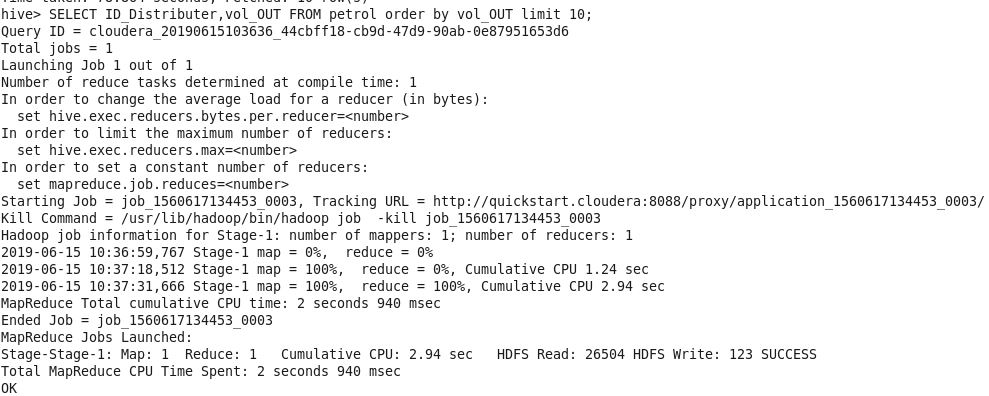 Time taken: 70.884 seconds, Fetched: 10 row(s)
hive> SELECT ID_Distributer,vol_OUT FROM petrol order by vol_OUT limit 10;
Query ID = cloudera_20190615103636_44cbff18-cb9d-47d9-90ab-0e87951653d6
Total jobs = 1
Launching Job 1 out of 1
Number of reduce tasks determined at compile time: 1
In order to change the average load for a reducer (in bytes):
  set hive.exec.reducers.bytes.per.reducer=<number>
In order to limit the maximum number of reducers:
  set hive.exec.reducers.max=<number>
In order to set a constant number of reducers:
  set mapreduce.job.reduces=<number>
Starting Job = job_1560617134453_0003, Tracking URL = http://quickstart.cloudera:8088/proxy/application_1560617134453_0003/
Kill Command = /usr/lib/hadoop/bin/hadoop job  -kill job_1560617134453_0003
Hadoop job information for Stage-1: number of mappers: 1; number of reducers: 1
2019-06-15 10:36:59,767 Stage-1 map = 0%,  reduce = 0%
2019-06-15 10:37:18,512 Stage-1 map = 100%,  reduce = 0%, Cumulative CPU 1.24 sec
2019-06-15 10:37:31,666 Stage-1 map = 100%,  reduce = 100%, Cumulative CPU 2.94 sec
MapReduce Total cumulative CPU time: 2 seconds 940 msec
Ended Job = job_1560617134453_0003
MapReduce Jobs Launched:
Stage-Stage-1: Map: 1  Reduce: 1   Cumulative CPU: 2.94 sec   HDFS Read: 26504 HDFS Write: 123 SUCCESS
Total MapReduce CPU Time Spent: 2 seconds 940 msec
OK